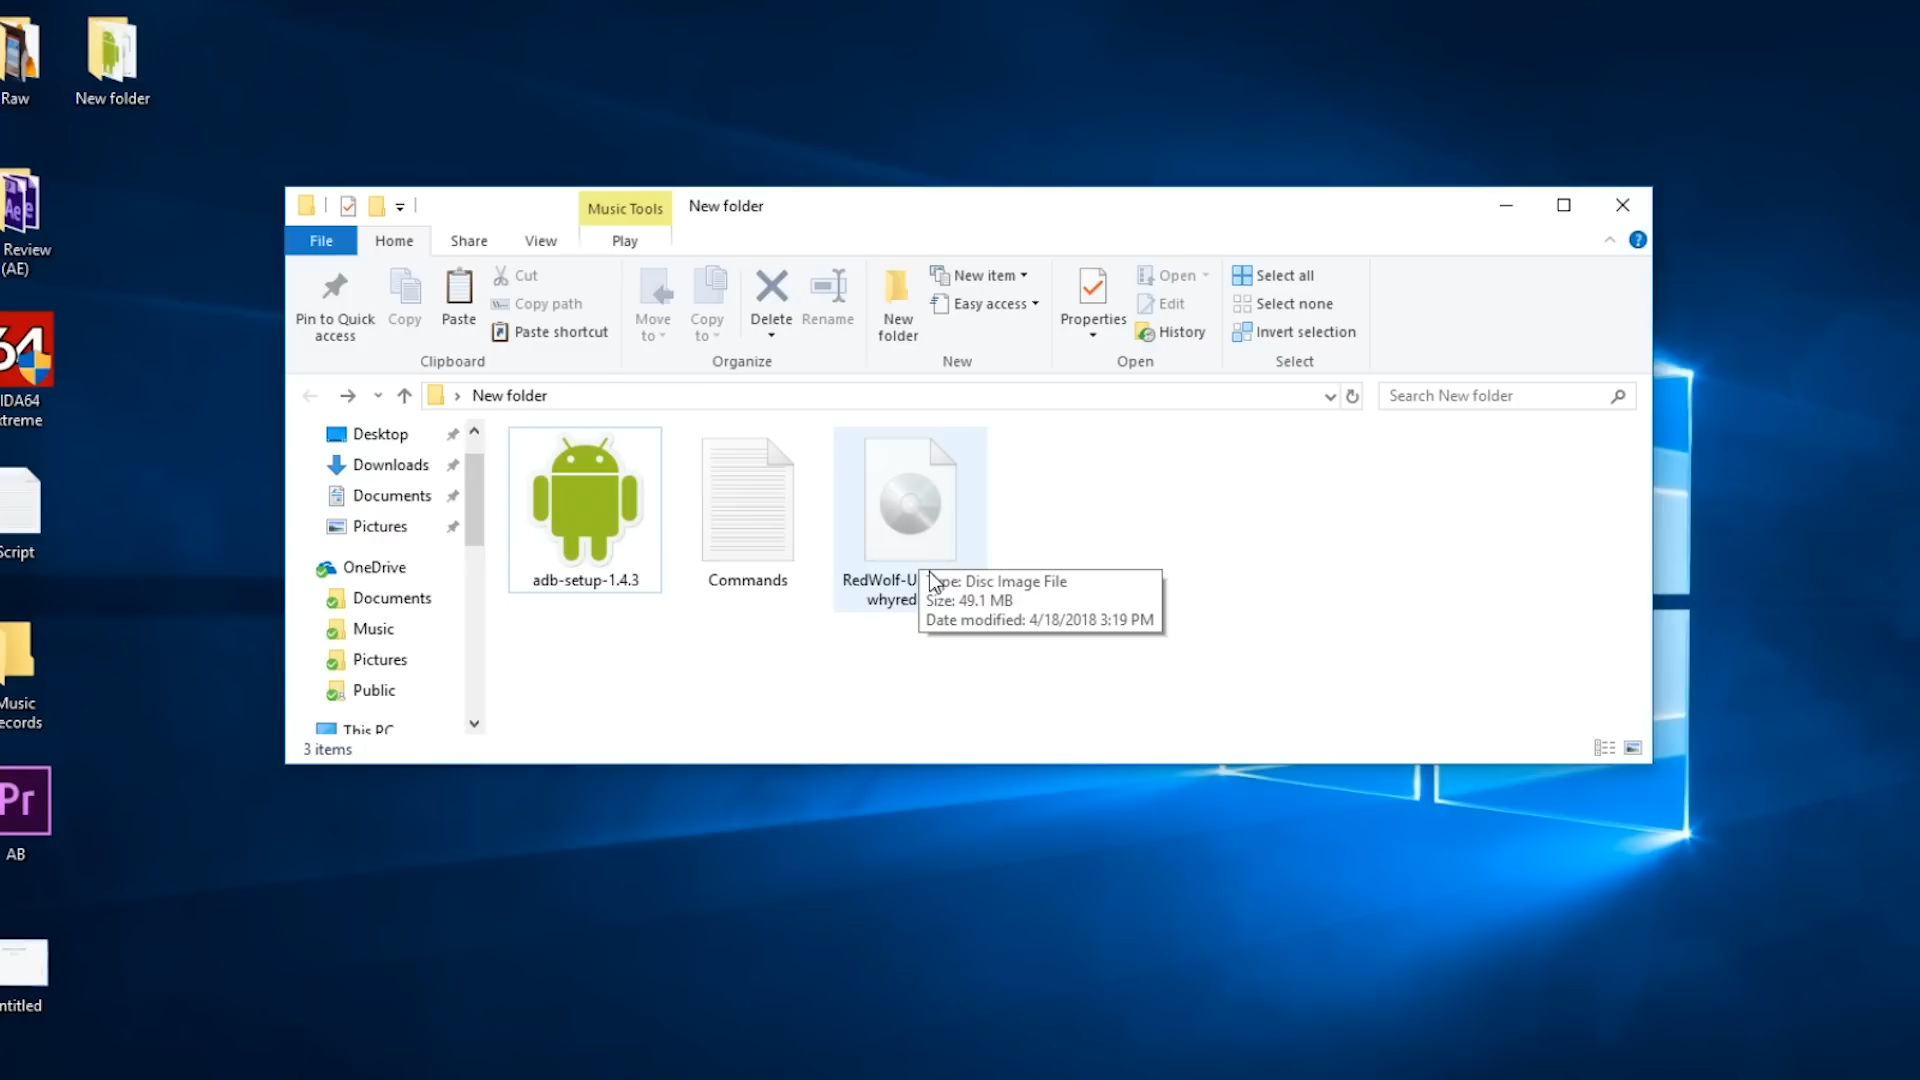 Raw
New folder
Review
(AE)
64
IDA64
xtreme
Script
Music
ecords
Pr
AB
ntitled
Music Tools
New folder
File
Home
Share
View
Play
Pin to Quick
access
Copy
Paste
Cut
Copy path
Paste shortcut
Clipboard
Move
to
Copy
to
Delete
Rename
Organize
New
folder
New item
Easy access
New
Properties
Open
Edit
History
Open
Select all
Select none
Invert selection
Select
New folder
Search New folder
Desktop
Downloads
Documents
Pictures
OneDrive
Documents
Music
Pictures
Public
This PC
adb-setup-1.4.3
Commands
RedWolf-U
whyred
pe: Disc Image File
Size: 49.1 MB
Date modified: 4/18/2018 3:19 PM
3 items